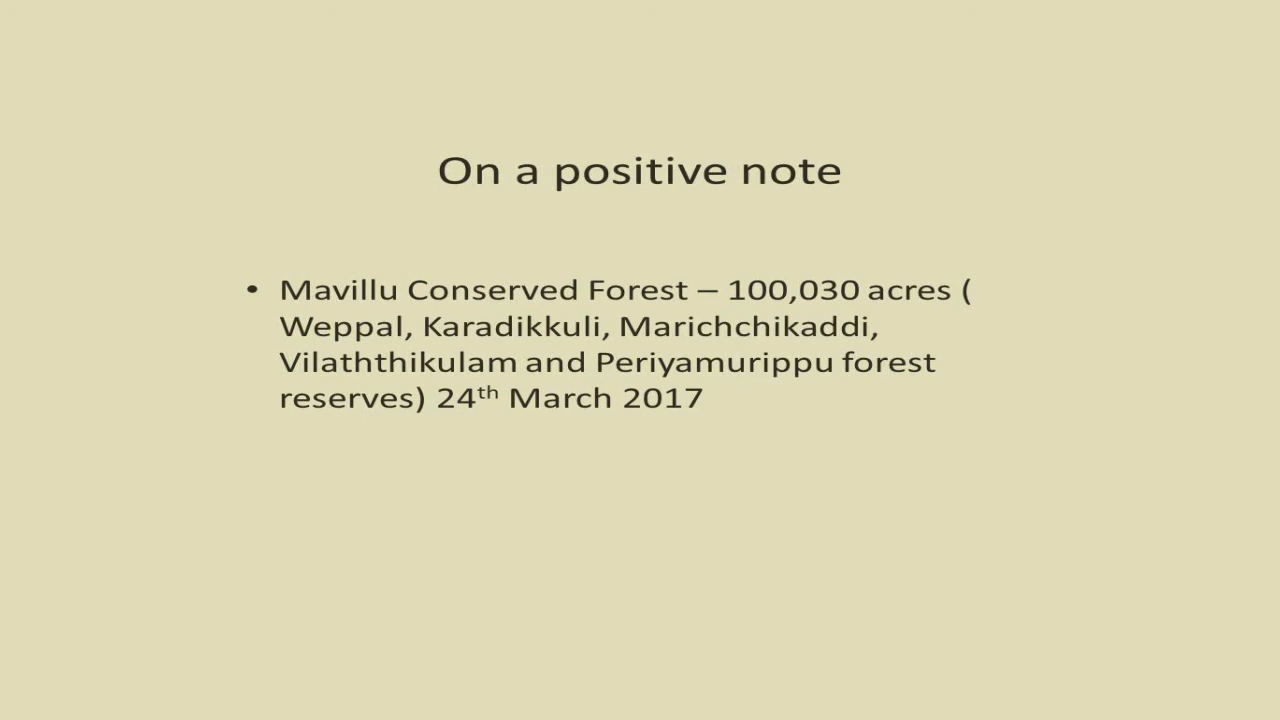 On a positive note
• Mavillu Conserved Forest – 100,030 acres (
Weppal, Karadikkuli, Marichchikaddi,
Vilaththikulam and Periyamurippu forest
reserves) 24th March 2017